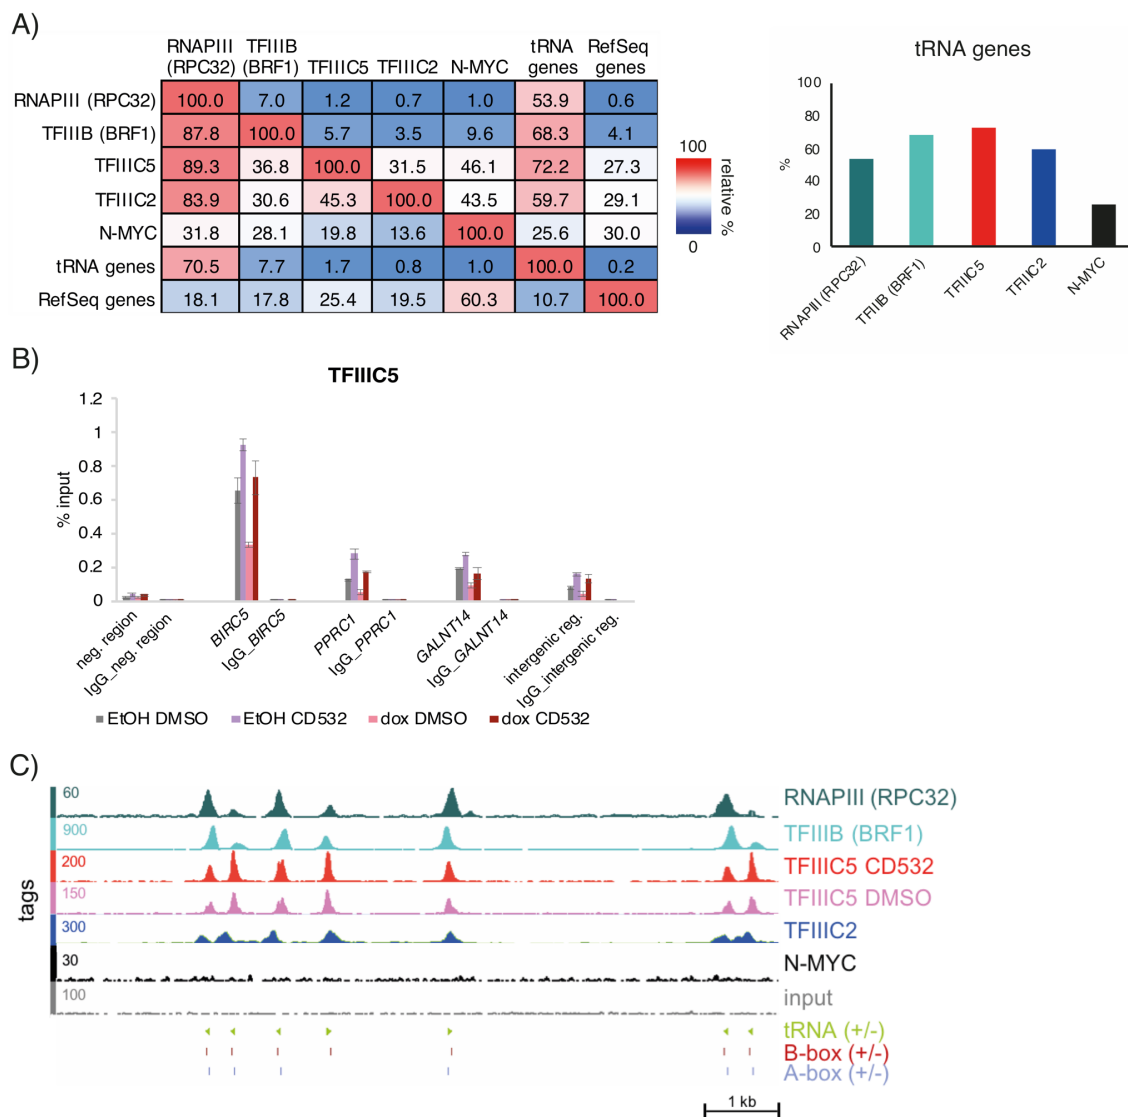 A)
RNAPIII (RPC32) TFIIIB (BRF1) TFIIIC5 TFIIIC2 N-MYC tRNA genes RefSeq genes
RNAPIII (RPC32) 100.0 7.0 1.2 0.7 1.0 53.9 0.6
TFIIIB (BRF1) 87.8 100.0 5.7 3.5 9.6 68.3 4.1
TFIIIC5 89.3 36.8 100.0 31.5 46.1 72.2 27.3
TFIIIC2 83.9 30.6 45.3 100.0 43.5 59.7 29.1
N-MYC 31.8 28.1 19.8 13.6 100.0 25.6 30.0
tRNA genes 70.5 7.7 1.7 0.8 1.0 100.0 0.2
RefSeq genes 18.1 17.8 25.4 19.5 60.3 10.7 100.0
100
relative %
0
tRNA genes
100
80
60
40
20
0
%
RNAPIII (RPC32)
TFIIB (BRF1)
TFIIC5
TFIIC2
N-MYC
B)
TFIIIC5
1.2
1
0.8
0.6
0.4
0.2
0
% input
neg. region
IgG_neg. region
BIRC5
IgG_BIRC5
PPRC1
IgG_PPRC1
GALNT14
IgG_GALNT14
intergenic reg.
IgG_intergenic reg.
EtOH DMSO EtOH CD532 dox DMSO dox CD532
C)
tags
60 RNAPIII (RPC32)
900 TFIIIB (BRF1)
200 TFIIIC5 CD532
150 TFIIIC5 DMSO
300 TFIIIC2
30 N-MYC
100 input
tRNA (+/-)
B-box (+/-)
A-box (+/-)
1 kb